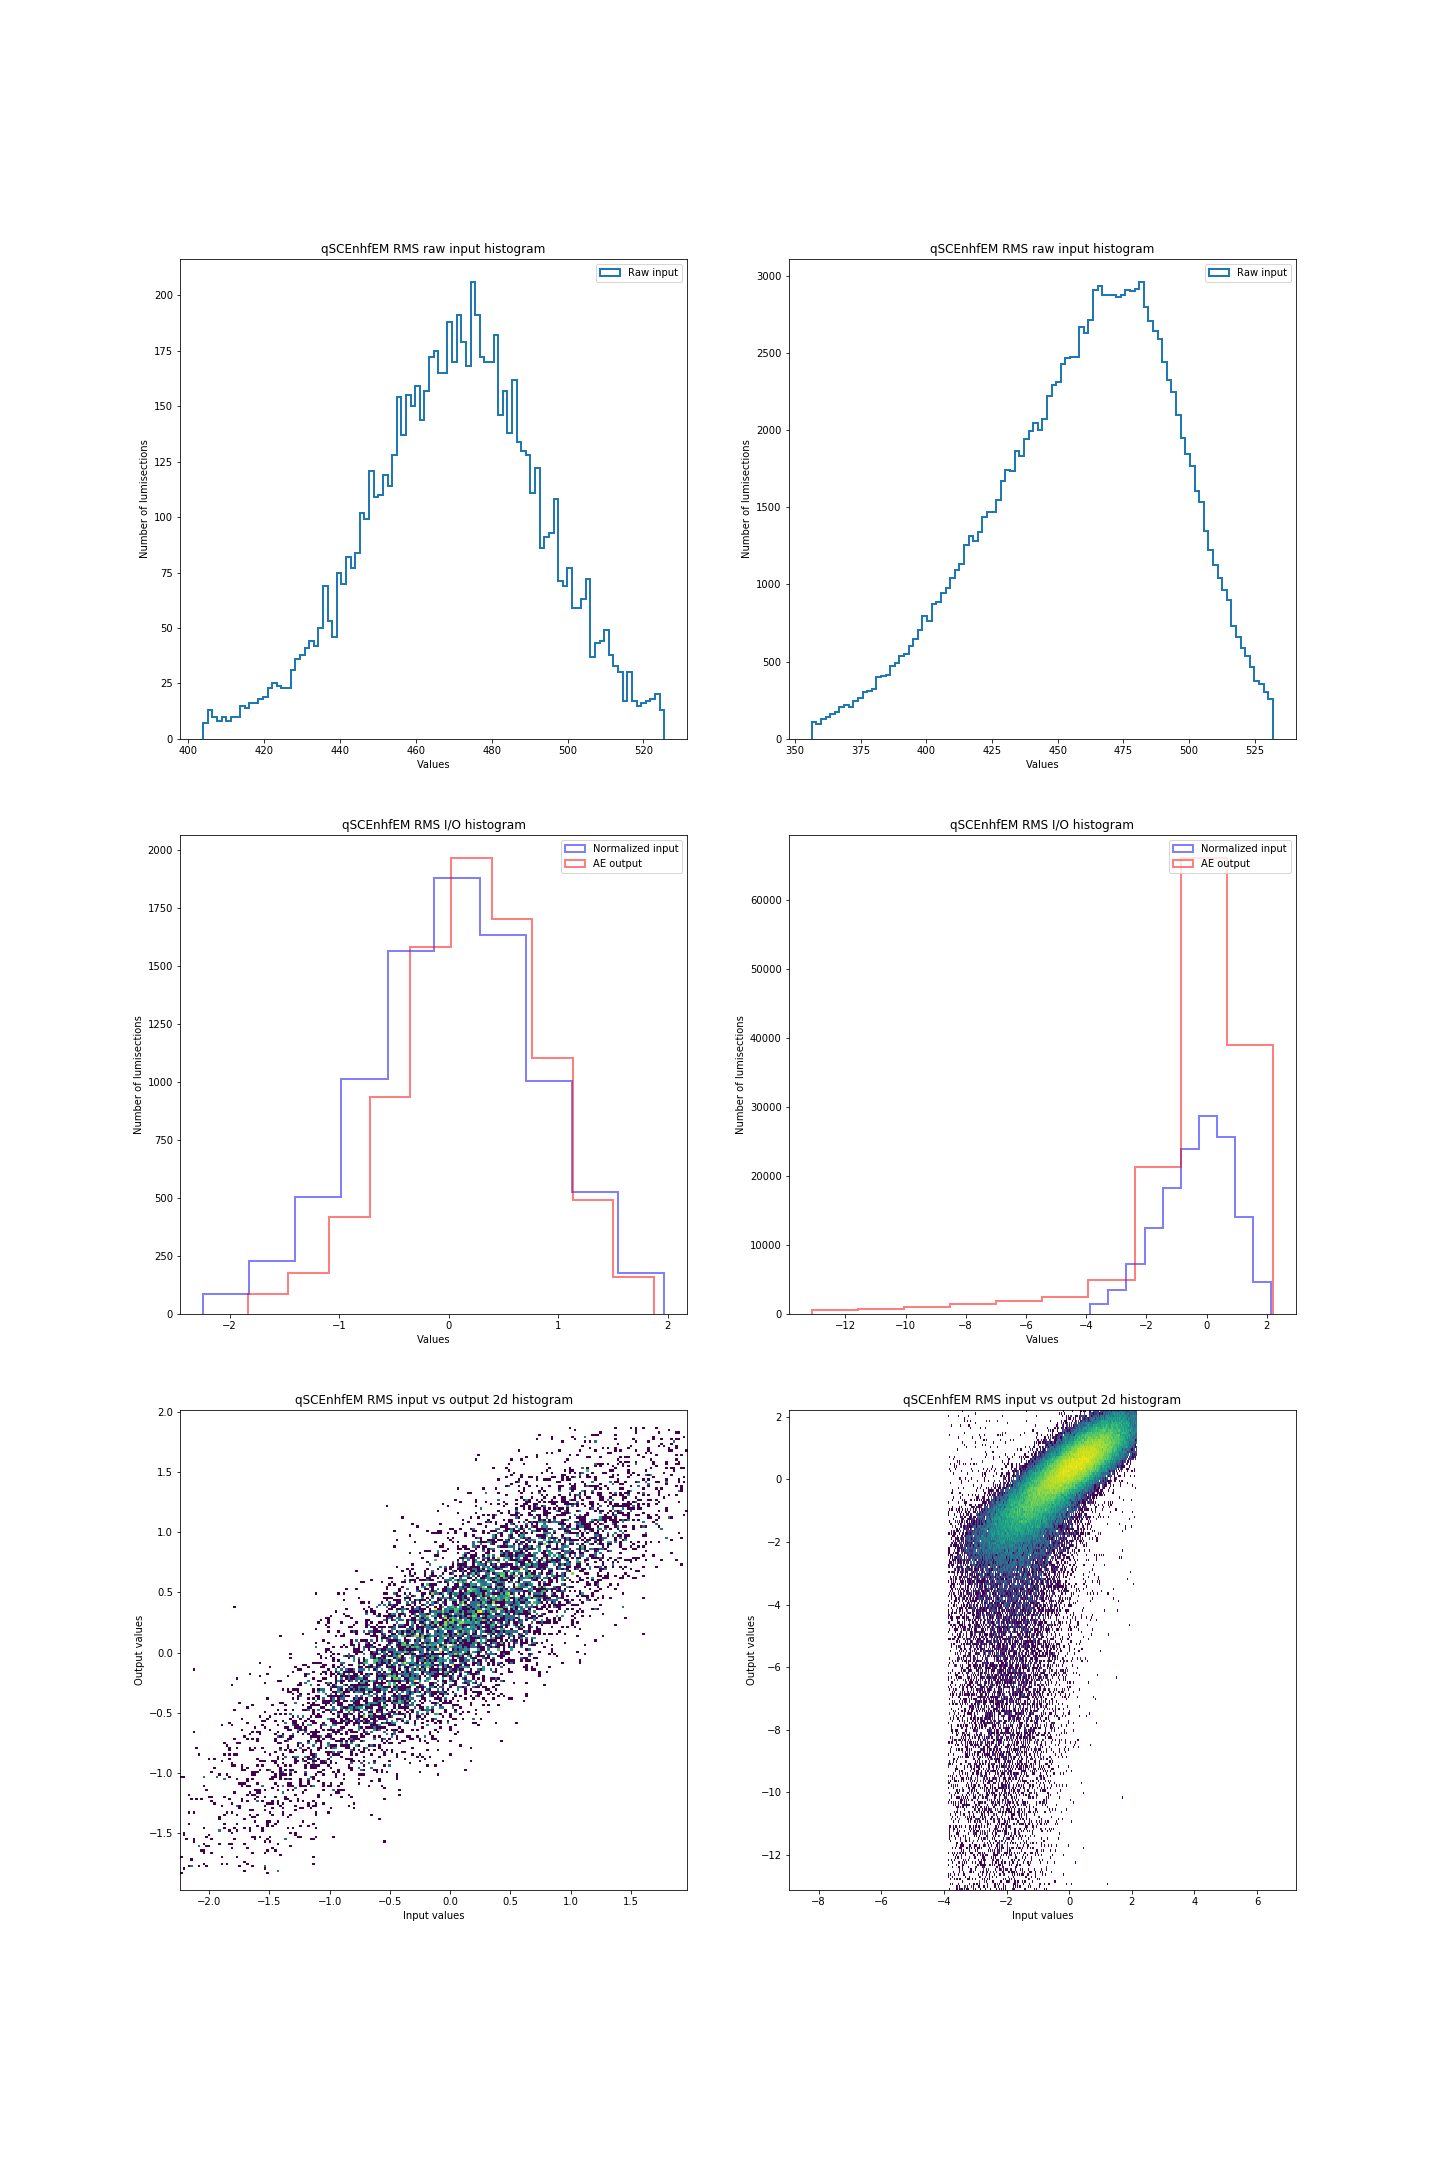 qSCEnhfEM RMS raw input histogram
Raw input
200
175
150
125
100
75
50
25
0
Number of lumisections
400 420 440 460 480 500 520
Values
qSCEnhfEM RMS raw input histogram
Raw input
3000
2500
2000
1500
1000
500
0
Number of lumisections
350 375 400 425 450 475 500 525
Values
qSCEnhfEM RMS I/O histogram
Normalized input
AE output
2000
1750
1500
1250
1000
750
500
250
0
Number of lumisections
−2 −1 0 1 2
Values
qSCEnhfEM RMS I/O histogram
Normalized input
AE output
60000
50000
40000
30000
20000
10000
0
Number of lumisections
−12 −10 −8 −6 −4 −2 0 2
Values
qSCEnhfEM RMS input vs output 2d histogram
2.0
1.5
1.0
0.5
0.0
−0.5
−1.0
−1.5
Output values
−2.0 −1.5 −1.0 −0.5 0.0 0.5 1.0 1.5
Input values
qSCEnhfEM RMS input vs output 2d histogram
2
0
−2
−4
−6
−8
−10
−12
Output values
−8 −6 −4 −2 0 2 4 6
Input values